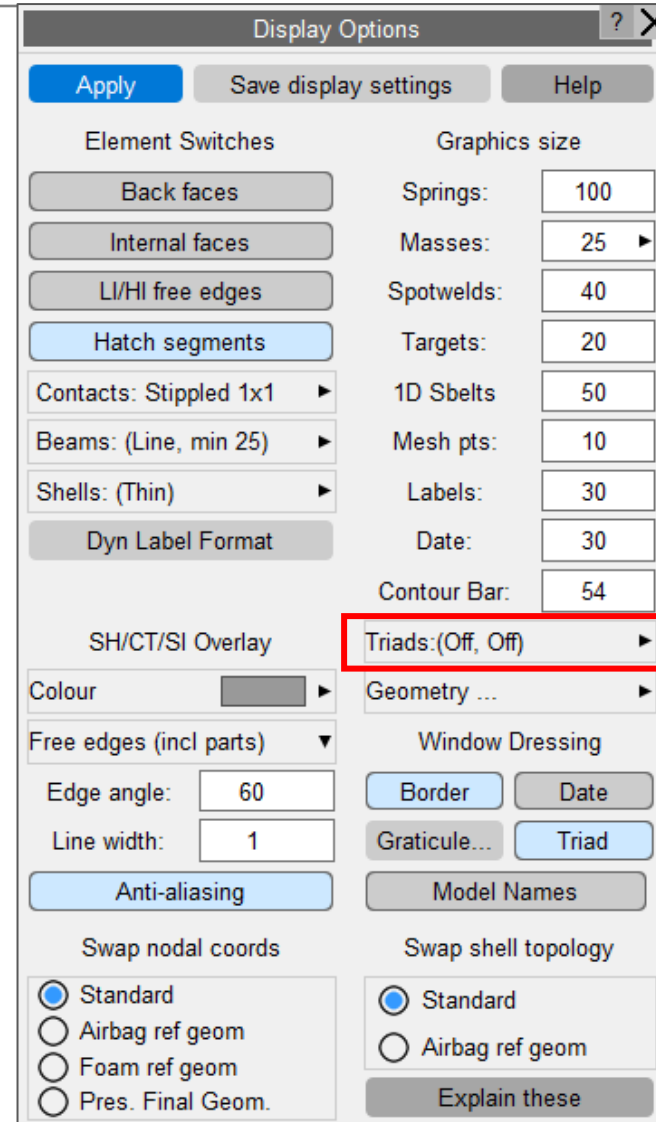 Display Options
?
Apply
Save display settings
Help
Element Switches
Graphics size
Back faces
Springs:
100
Internal faces
Masses:
25
LI/HI free edges
Spotwelds:
40
Hatch segments
Targets:
20
Contacts: Stippled 1x1
1D Sbelts
50
Beams: (Line, min 25)
Mesh pts:
10
Shells: (Thin)
Labels:
30
Dyn Label Format
Date:
30
Contour Bar:
54
SH/CT/SI Overlay
Triads:(Off, Off)
Colour
Geometry ...
Free edges (incl parts)
Window Dressing
Edge angle:
60
Border
Date
Line width:
1
Graticule...
Triad
Anti-aliasing
Model Names
Swap nodal coords
Swap shell topology
Standard
Airbag ref geom
Foam ref geom
Pres. Final Geom.
Standard
Airbag ref geom
Explain these